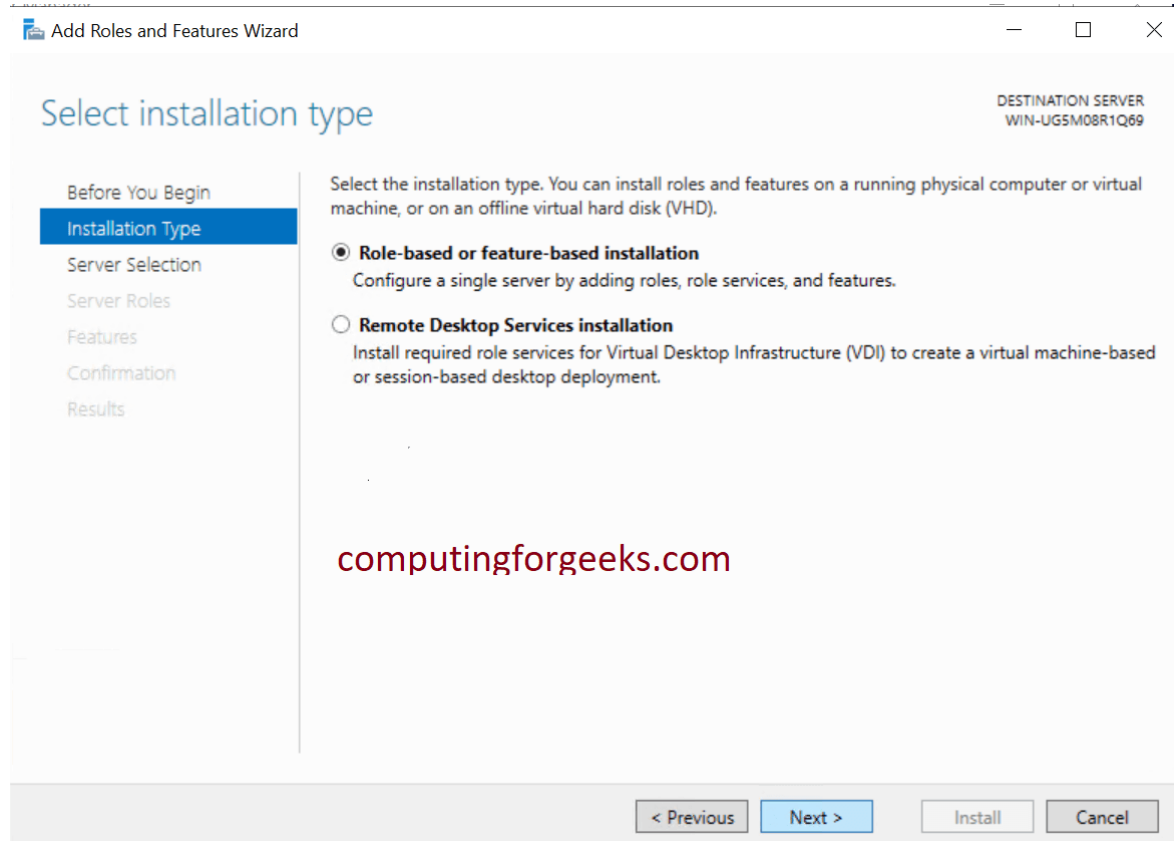 Add Roles and Features Wizard
Select installation type
DESTINATION SERVER
WIN-UG5M08R1Q69
Before You Begin
Installation Type
Server Selection
Server Roles
Features
Confirmation
Results
Select the installation type. You can install roles and features on a running physical computer or virtual
machine, or on an offline virtual hard disk (VHD).
Role-based or feature-based installation
Configure a single server by adding roles, role services, and features.
Remote Desktop Services installation
Install required role services for Virtual Desktop Infrastructure (VDI) to create a virtual machine-based
or session-based desktop deployment.
computingforgeeks.com
< Previous
Next >
Install
Cancel